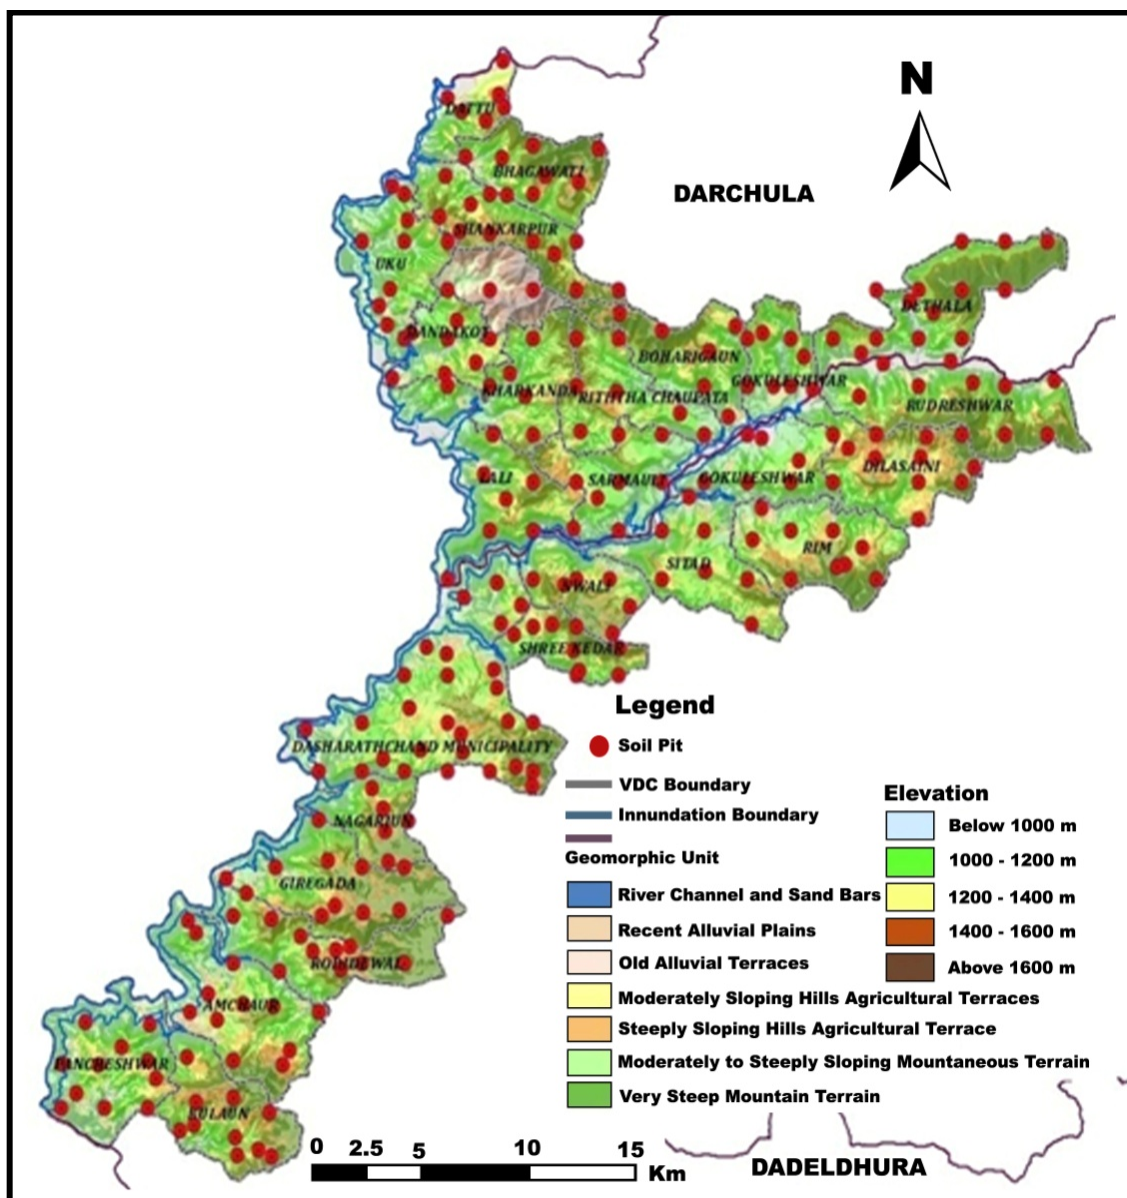 N
DATTU
BHAGAWATI
DARCHULA
SHANKARPUR
UKU
DETHALA
DANDAKOT
BOHARIGAUN
GOKULESHWAR
KHARKANDA
RITHTHA CHAUPATA
RUDRESHWAR
DILASAINI
LALI
SARMAULI
GOKULESHWAR
RIM
SITAD
NWALI
SHREE KEDAR
Legend
Soil Pit
DASHARATHCHAND MUNICIPALITY
VDC Boundary
Elevation
Innundation Boundary
NAGARJUN
Below 1000 m
Geomorphic Unit
1000 - 1200 m
GIREGADA
River Channel and Sand Bars
1200 - 1400 m
Recent Alluvial Plains
1400 - 1600 m
Old Alluvial Terraces
Above 1600 m
Moderately Sloping Hills Agricultural Terraces
AMCHAUR
Steeply Sloping Hills Agricultural Terrace
PANCHESHWAR
Moderately to Steeply Sloping Mountaneous Terrain
Very Steep Mountain Terrain
KULAUN
0 2.5 5 10 15
Km
DADELDHURA